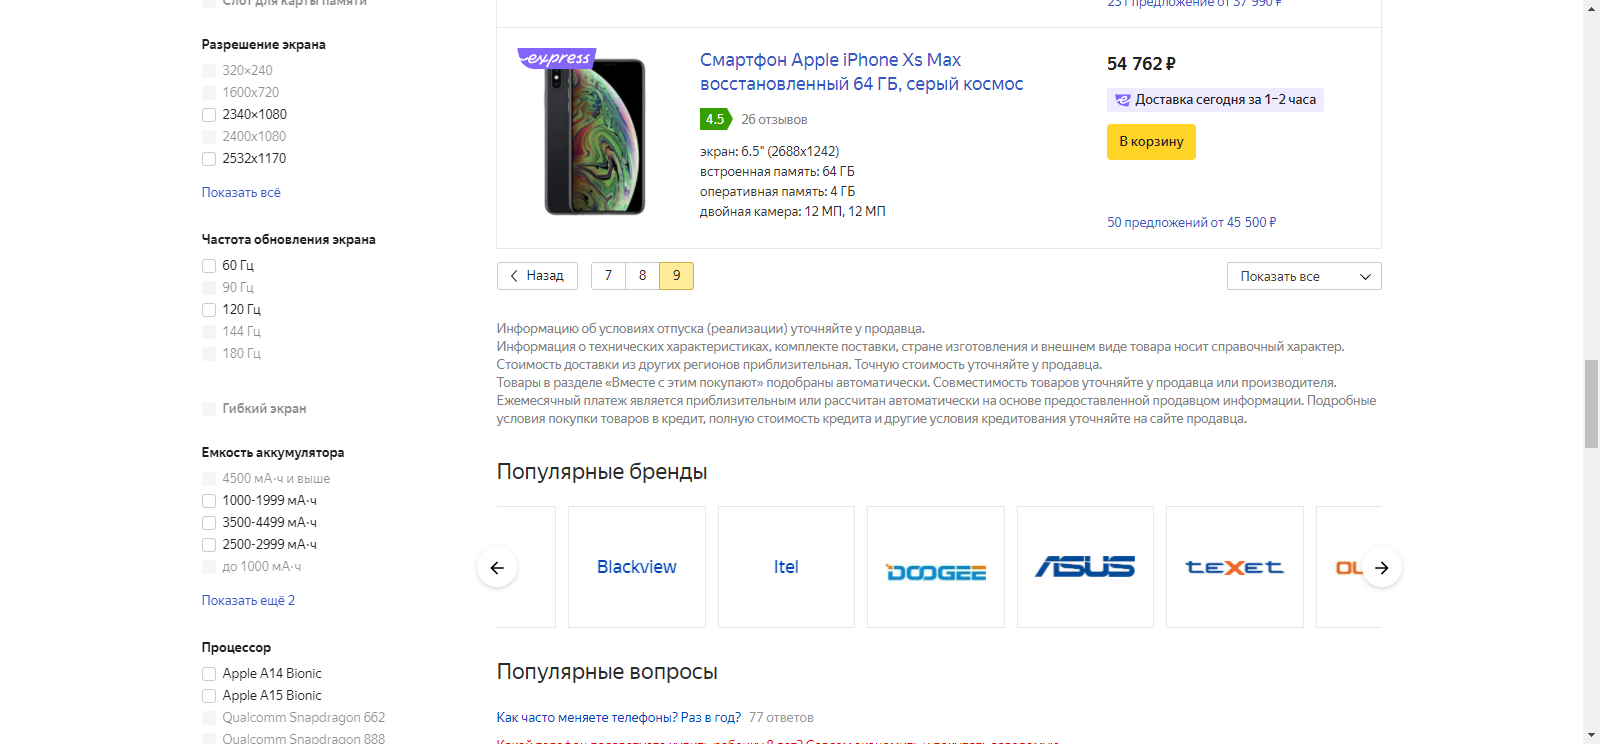 Слот для карты памяти
Разрешение экрана
320×240
1600x720
2340×1080
2400x1080
2532x1170
Показать всё
Частота обновления экрана
60 Гц
90 Гц
120 Гц
144 Гц
180 Гц
Гибкий экран
Емкость аккумулятора
4500 мА·ч и выше
1000-1999 мА·ч
3500-4499 мА·ч
2500-2999 мА·ч
до 1000 мА·ч
Показать ещё 2
Процессор
Apple A14 Bionic
Apple A15 Bionic
Qualcomm Snapdragon 662
Qualcomm Snapdragon 888
231 предложение от 37 990 ₽
express
Смартфон Apple iPhone Xs Max
восстановленный 64 ГБ, серый космос
4.5 26 отзывов
экран: 6.5" (2688x1242)
встроенная память: 64 ГБ
оперативная память: 4 ГБ
двойная камера: 12 МП, 12 МП
54 762 ₽
Доставка сегодня за 1–2 часа
В корзину
50 предложений от 45 500 ₽
Назад 7 8 9
Показать все
Информацию об условиях отпуска (реализации) уточняйте у продавца.
Информация о технических характеристиках, комплекте поставки, стране изготовления и внешнем виде товара носит справочный характер.
Стоимость доставки из других регионов приблизительная. Точную стоимость уточняйте у продавца.
Товары в разделе «Вместе с этим покупают» подобраны автоматически. Совместимость товаров уточняйте у продавца или производителя.
Ежемесячный платеж является приблизительным или рассчитан автоматически на основе предоставленной продавцом информации. Подробные
условия покупки товаров в кредит, полную стоимость кредита и другие условия кредитования уточняйте на сайте продавца.
Популярные бренды
Blackview
Itel
DOOGEE
ASUS
teXet
OU
Популярные вопросы
Как часто меняете телефоны? Раз в год? 77 ответов